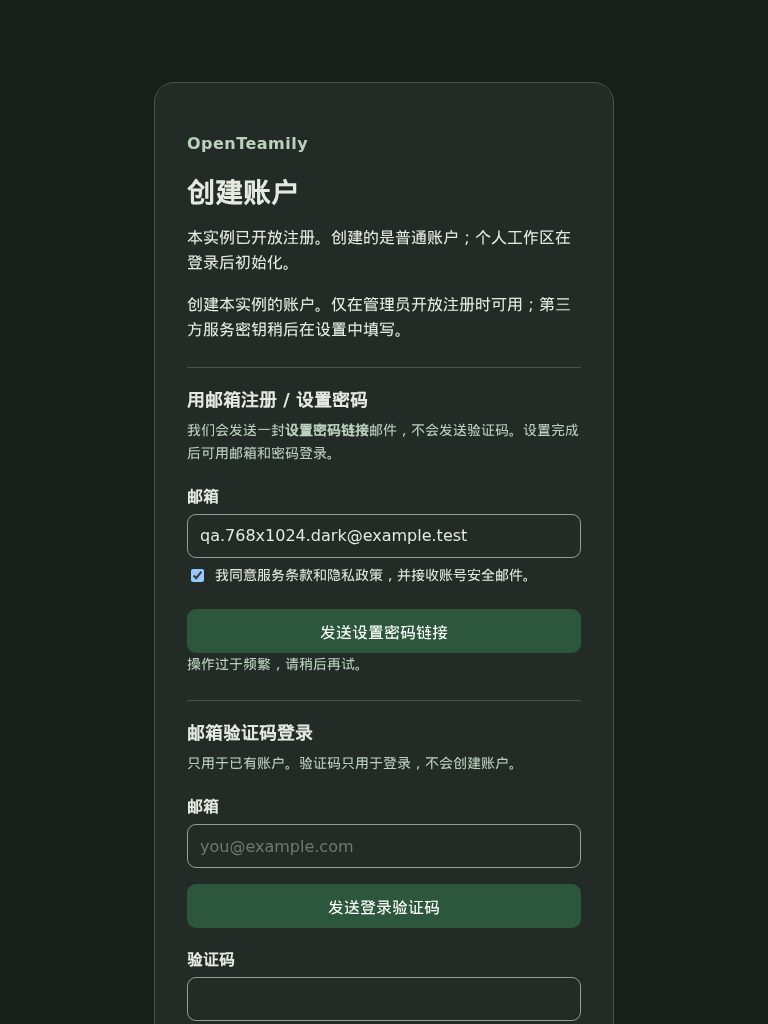 OpenTeamily
创建账户
本实例已开放注册。创建的是普通账户；个人工作区在
登录后初始化。
创建本实例的账户。仅在管理员开放注册时可用；第三
方服务密钥稍后在设置中填写。
用邮箱注册 / 设置密码
我们会发送一封设置密码链接邮件，不会发送验证码。设置完成
后可用邮箱和密码登录。
邮箱
qa.768x1024.dark@example.test
我同意服务条款和隐私政策，并接收账号安全邮件。
发送设置密码链接
操作过于频繁，请稍后再试。
邮箱验证码登录
只用于已有账户。验证码只用于登录，不会创建账户。
邮箱
you@example.com
发送登录验证码
验证码